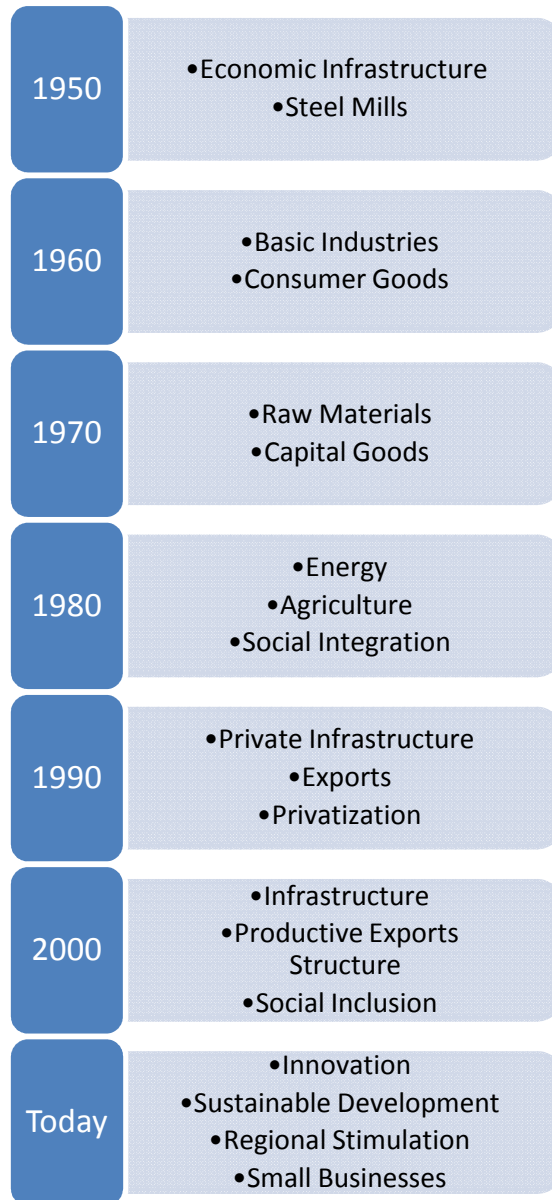 1950
•Economic Infrastructure
•Steel Mills
1960
•Basic Industries
•Consumer Goods
1970
•Raw Materials
•Capital Goods
1980
•Energy
•Agriculture
•Social Integration
1990
•Private Infrastructure
•Exports
•Privatization
2000
•Infrastructure
•Productive Exports
Structure
•Social Inclusion
Today
•Innovation
•Sustainable Development
•Regional Stimulation
•Small Businesses